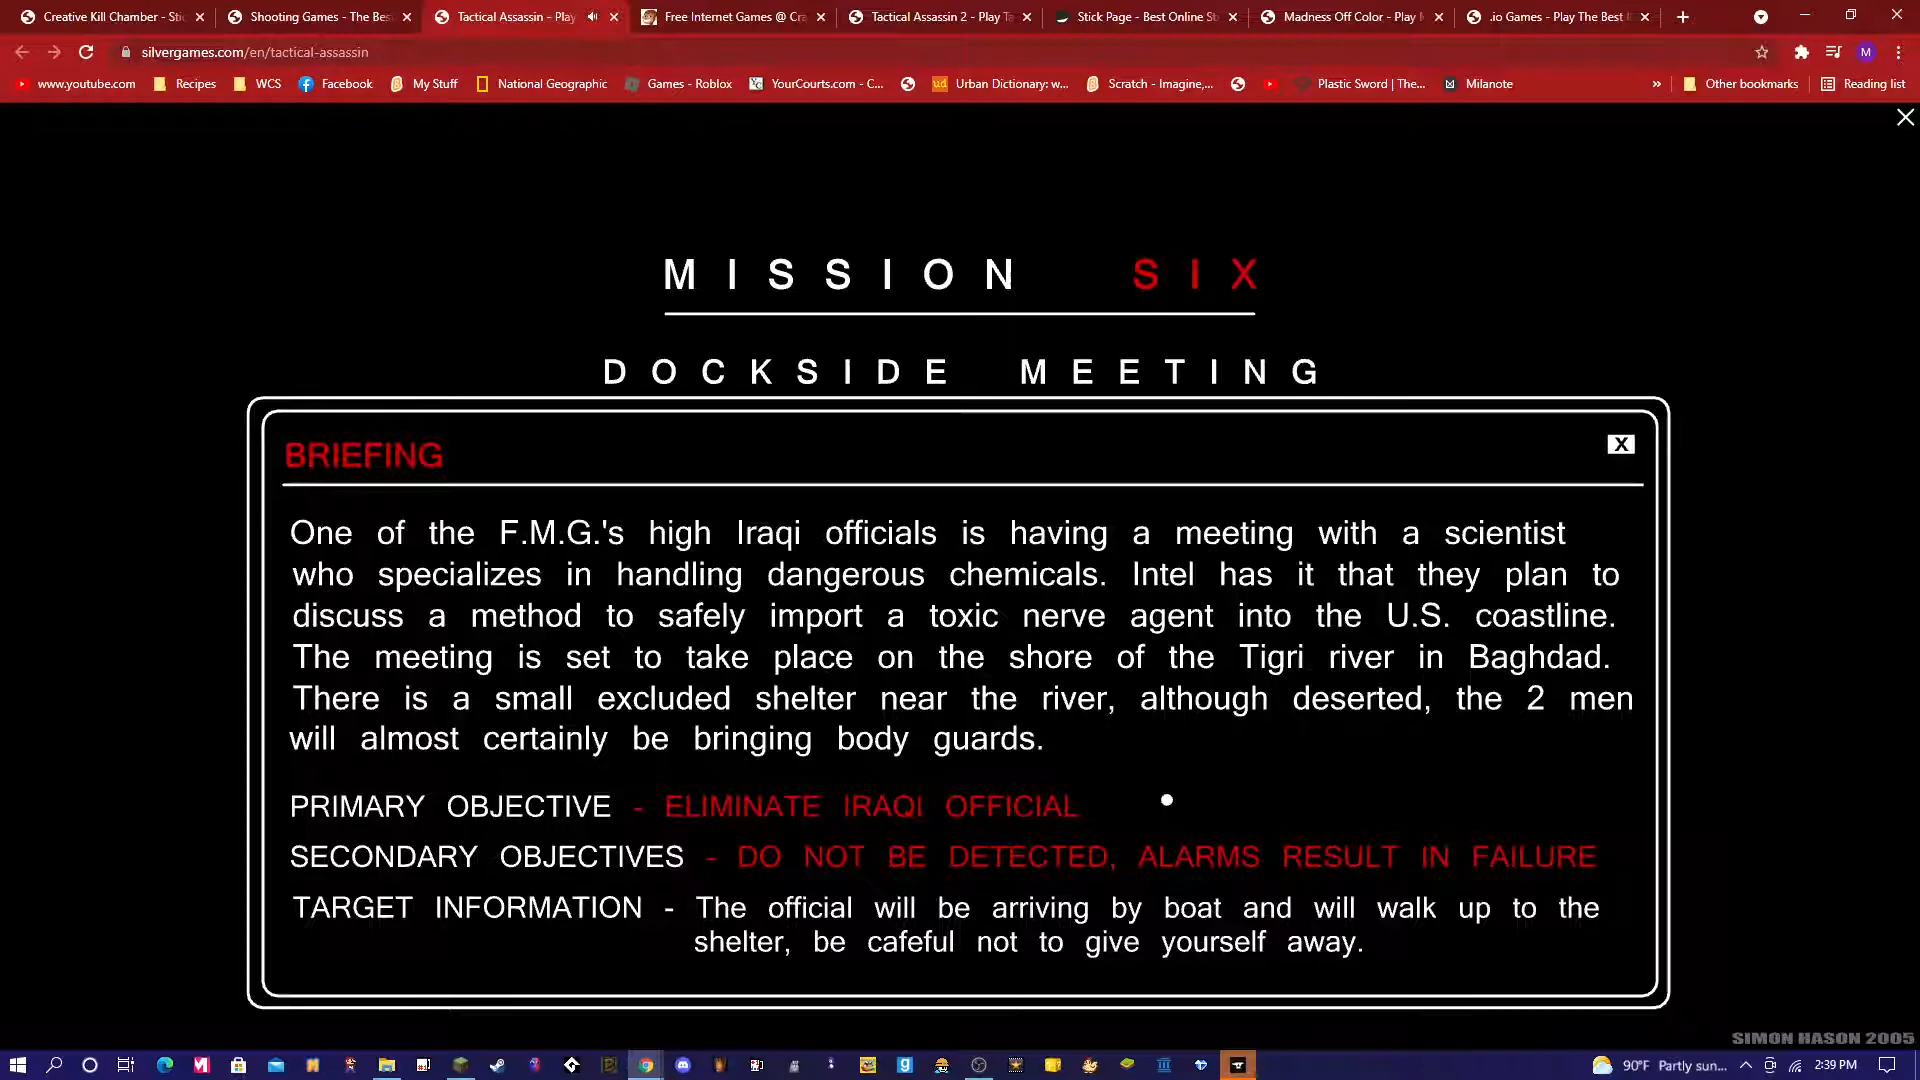 Creative Kill Chamber - Stic
Shooting Games - The Bes
Tactical Assassin - Play
Free Internet Games @ Cra
Tactical Assassin 2 - Play Ta
Stick Page - Best Online St
Madness Off Color - Play M
.io Games - Play The Best I
silvergames.com/en/tactical-assassin
M
www.youtube.com
Recipes
WCS
Facebook
My Stuff
National Geographic
Games - Roblox
YourCourts.com - C...
ud
Urban Dictionary: w...
Scratch - Imagine,...
Plastic Sword | The...
Milanote
»
Other bookmarks
Reading list
MISSION SIX
DOCKSIDE MEETING
BRIEFING
X
One of the F.M.G.'s high Iraqi officials is having a meeting with a scientist
who specializes in handling dangerous chemicals. Intel has it that they plan to
discuss a method to safely import a toxic nerve agent into the U.S. coastline.
The meeting is set to take place on the shore of the Tigri river in Baghdad.
There is a small excluded shelter near the river, although deserted, the 2 men
will almost certainly be bringing body guards.
PRIMARY OBJECTIVE - ELIMINATE IRAQI OFFICIAL
SECONDARY OBJECTIVES - DO NOT BE DETECTED, ALARMS RESULT IN FAILURE
TARGET INFORMATION - The official will be arriving by boat and will walk up to the
shelter, be cafeful not to give yourself away.
SIMON HASON 2005
90°F Partly sun...
2:39 PM